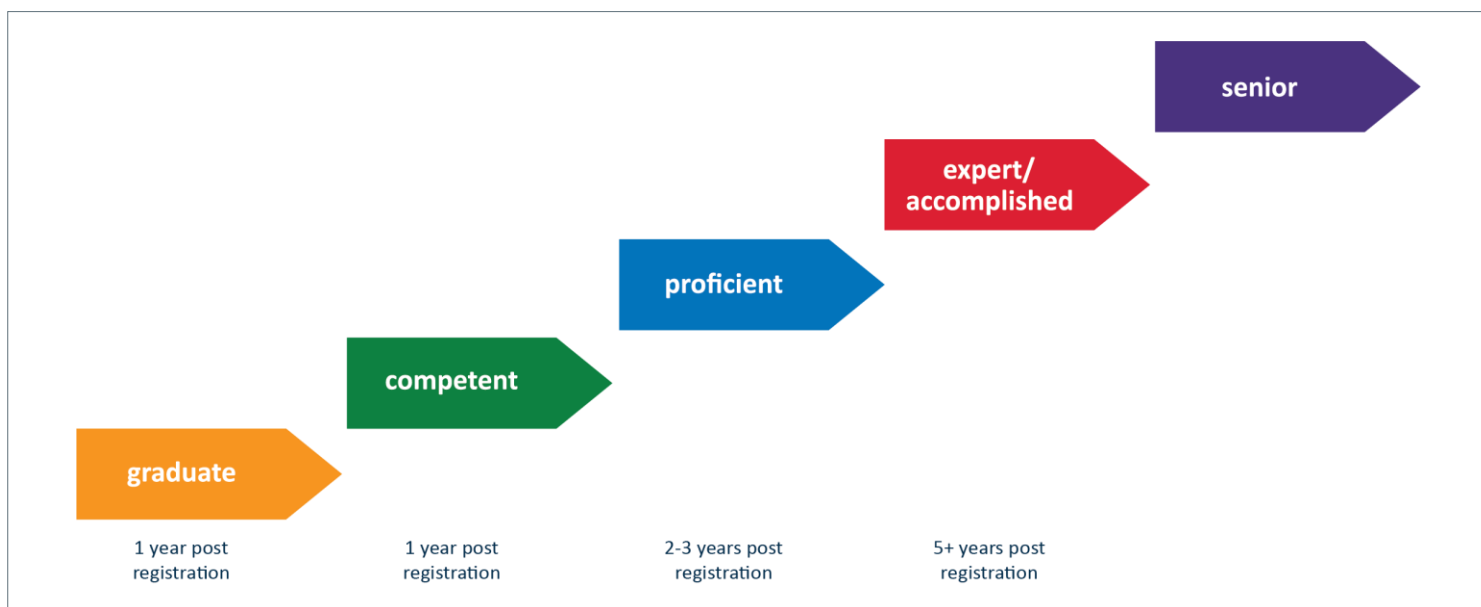 senior
expert/
accomplished
proficient
competent
graduate
1 year post
registration
1 year post
registration
2-3 years post
registration
5+ years post
registration